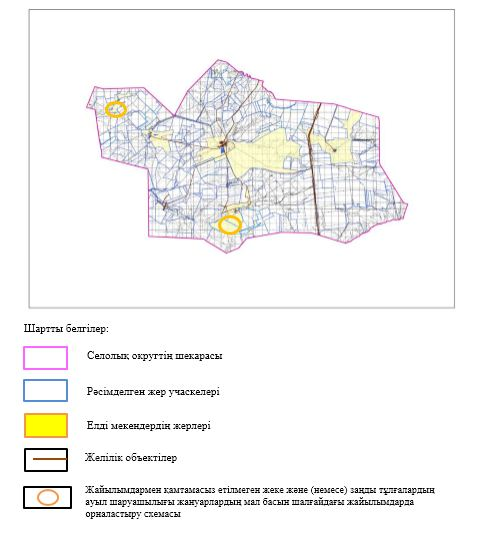 Шартты белгілер:
Селолық округтің шекарасы
Рәсімделген жер учаскелері
Елді мекендердің жерлері
Желілік объектілер
Жайылымдармен қамтамасыз етілмеген жеке және (немесе) заңды тұлғалардың
ауыл шаруашылығы жануарлардың мал басын шалғайдағы жайылымдарда
орналастыру схемасы